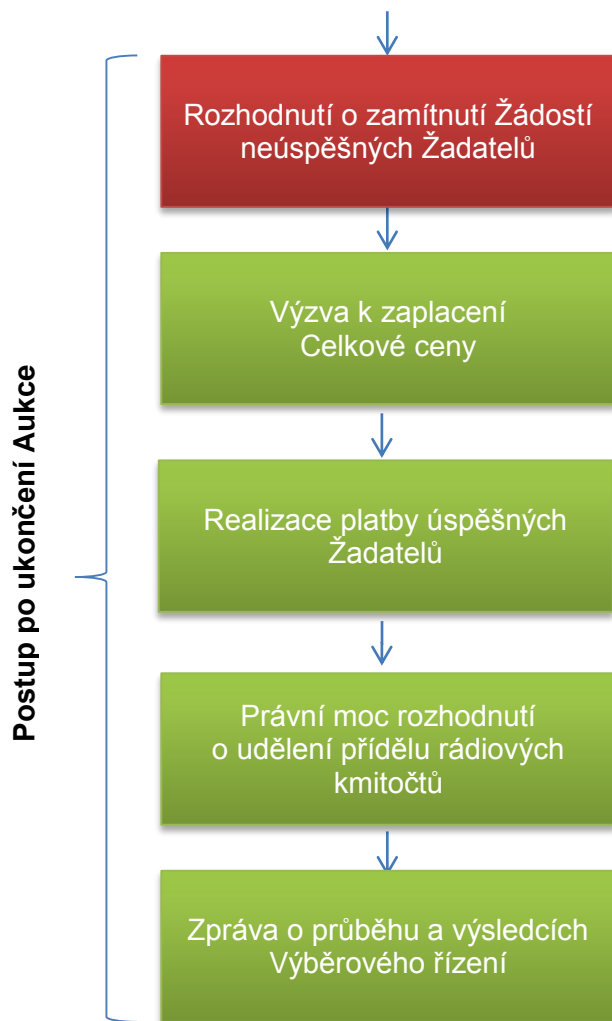 Postup po ukončení Aukce
Rozhodnutí o zamítnutí Žádostí
neúspěšných Žadatelů
Výzva k zaplacení
Celkové ceny
Realizace platby úspěšných
Žadatelů
Právní moc rozhodnutí
o udělení přídělu rádiových
kmitočtů
Zpráva o průběhu a výsledcích
Výběrového řízení